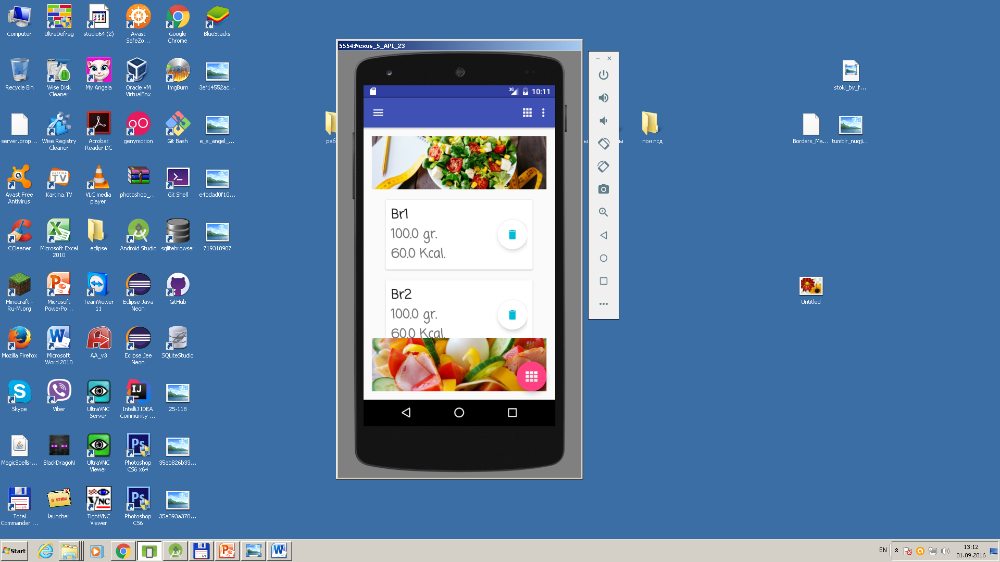 Computer
UltraDefrag
studio64 (2)
Avast
SafeZo...
Google
Chrome
BlueStacks
Recycle Bin
Wise Disk
Cleaner
My Angela
Oracle VM
VirtualBox
ImgBurn
3ef14552ac...
server.prop...
Wise Registry
Cleaner
Acrobat
Reader DC
genymotion
Git Bash
e_s_angel_...
Avast Free
Antivirus
Kartina.TV
VLC media
player
photoshop_...
Git Shell
e4bdad0f10...
CCleaner
Microsoft Excel
2010
eclipse
Android Studio
sqlitebrowser
719318907
Minecraft -
Ru-M.org
Microsoft
PowerPo...
TeamViewer
11
Eclipse Java
Neon
GitHub
Mozilla Firefox
Microsoft
Word 2010
AA_v3
Eclipse Jee
Neon
SQLiteStudio
Skype
Viber
UltraVNC
Server
IntelliJ IDEA
Community ...
25-118
MagicSpells-...
BlackDragoN
UltraVNC
Viewer
Photoshop
CS6 x64
35ab826b33...
Total
Commander ...
launcher
TightVNC
Viewer
Photoshop
CS6
35a393a370...
5554:Nexus_5_API_23
3G
10:11
Br1
100.0 gr.
60.0 Kcal.
Br2
100.0 gr.
60.0 Kcal.
раб
ы
ы
мои псд
stoki_by_f...
Borders_Ma...
tumblr_nuqji...
Untitled
Start
EN
13:12
01.09.2016